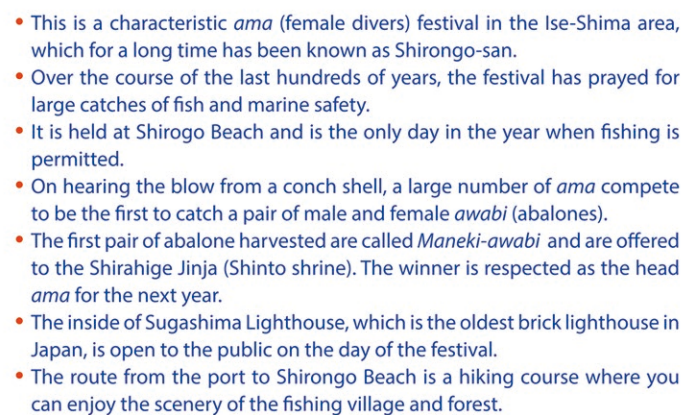 • This is a characteristic ama (female divers) festival in the Ise-Shima area,
which for a long time has been known as Shirongo-san.
• Over the course of the last hundreds of years, the festival has prayed for
large catches of fish and marine safety.
• It is held at Shirogo Beach and is the only day in the year when fishing is
permitted.
• On hearing the blow from a conch shell, a large number of ama compete
to be the first to catch a pair of male and female awabi (abalones).
• The first pair of abalone harvested are called Maneki-awabi and are offered
to the Shirahige Jinja (Shinto shrine). The winner is respected as the head
ama for the next year.
• The inside of Sugashima Lighthouse, which is the oldest brick lighthouse in
Japan, is open to the public on the day of the festival.
• The route from the port to Shirongo Beach is a hiking course where you
can enjoy the scenery of the fishing village and forest.